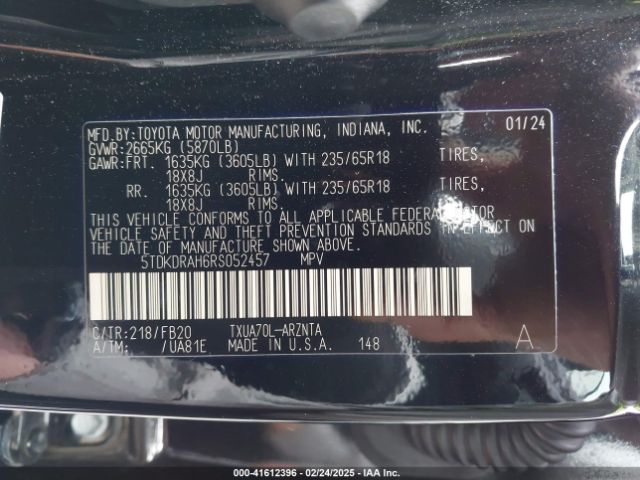 MFD.BY:TOYOTA MOTOR MANUFACTURING, INDIANA, INC. 01/24
GVWR:2665KG (5870LB)
GAWR:FRT. 1635KG (3605LB) WITH 235/65R18 TIRES,
18X8J RIMS.
RR. 1635KG (3605LB) WITH 235/65R18 TIRES,
18X8J RIMS.
THIS VEHICLE CONFORMS TO ALL APPLICABLE FEDERAL MOTOR
VEHICLE SAFETY AND THEFT PREVENTION STANDARDS IN EFFECT ON
THE DATE OF MANUFACTURE SHOWN ABOVE.
5TDKDRAH6RS052457 MPV
C/TR:218/FB20 TXUA70L-ARZNTA
A/TM: /UA81E MADE IN U.S.A. 148 A
000-41612396 - 02/24/2025 - IAA Inc.